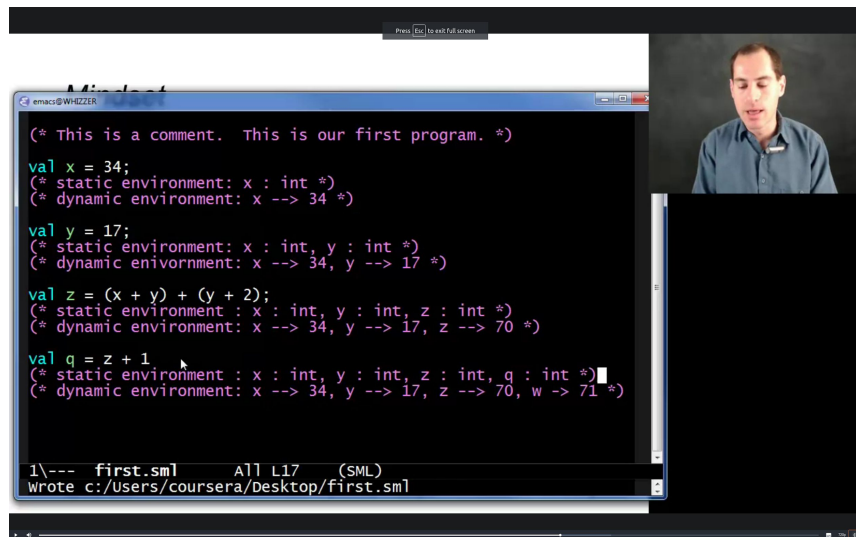 Press Esc to exit full screen
Mindset
emacs@WHIZZER
(* This is a comment.  This is our first program. *)
val x = 34;
(* static environment: x : int *)
(* dynamic environment: x --> 34 *)
val y = 17;
(* static environment: x : int, y : int *)
(* dynamic enivornment: x --> 34, y --> 17 *)
val z = (x + y) + (y + 2);
(* static environment : x : int, y : int, z : int *)
(* dynamic environment: x --> 34, y --> 17, z --> 70 *)
val q = z + 1
(* static environment : x : int, y : int, z : int, q : int *)
(* dynamic environment: x --> 34, y --> 17, z --> 70, w -> 71 *)
1\---  first.sml      All L17    (SML)
Wrote c:/Users/coursera/Desktop/first.sml